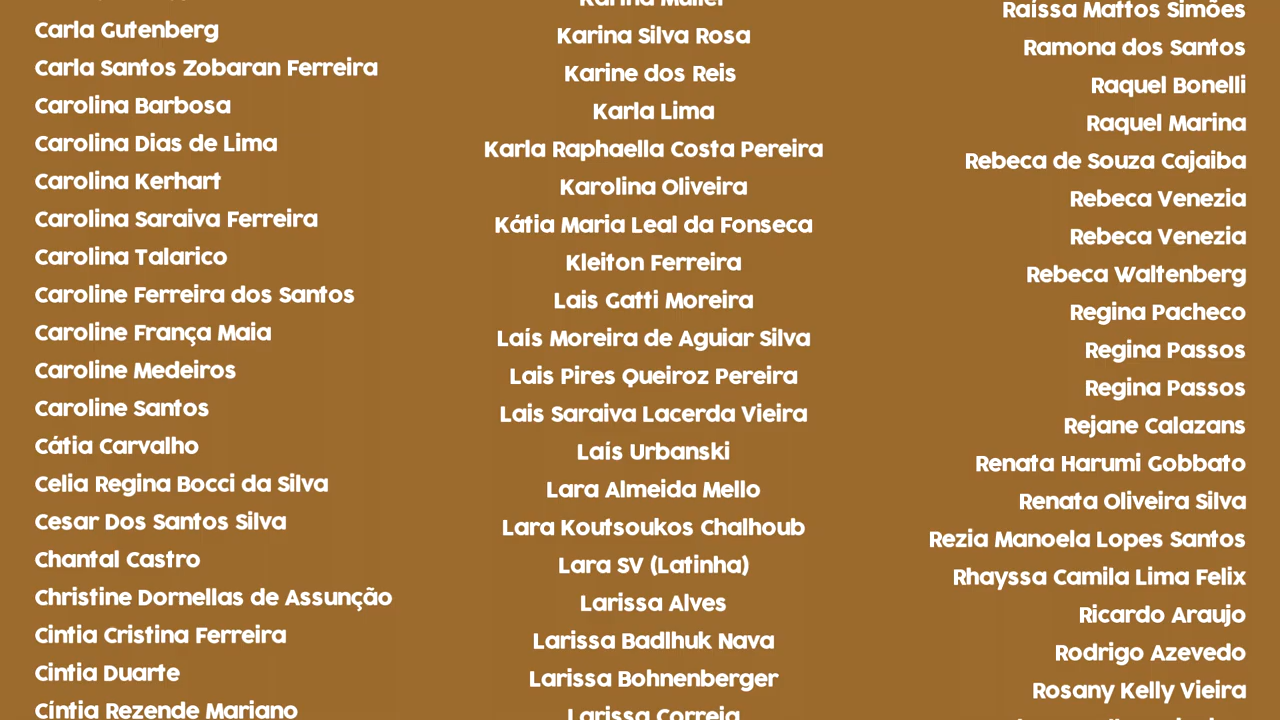 Carla Gutenberg
Carla Santos Zobaran Ferreira
Carolina Barbosa
Carolina Dias de Lima
Carolina Kerhart
Carolina Saraiva Ferreira
Carolina Talarico
Caroline Ferreira dos Santos
Caroline França Maia
Caroline Medeiros
Caroline Santos
Cátia Carvalho
Celia Regina Bocci da Silva
Cesar Dos Santos Silva
Chantal Castro
Christine Dornellas de Assunção
Cintia Cristina Ferreira
Cintia Duarte
Cíntia Rezende Mariano
Karina Müller
Karina Silva Rosa
Karine dos Reis
Karla Lima
Karla Raphaella Costa Pereira
Karolina Oliveira
Kátia Maria Leal da Fonseca
Kleiton Ferreira
Lais Gatti Moreira
Laís Moreira de Aguiar Silva
Lais Pires Queiroz Pereira
Lais Saraiva Lacerda Vieira
Laís Urbanski
Lara Almeida Mello
Lara Koutsoukos Chalhoub
Lara SV (Latinha)
Larissa Alves
Larissa Badlhuk Nava
Larissa Bohnenberger
Larissa Correia
Raíssa Mattos Simões
Ramona dos Santos
Raquel Bonelli
Raquel Marina
Rebeca de Souza Cajaiba
Rebeca Venezia
Rebeca Venezia
Rebeca Waltenberg
Regina Pacheco
Regina Passos
Regina Passos
Rejane Calazans
Renata Harumi Gobbato
Renata Oliveira Silva
Rezia Manoela Lopes Santos
Rhayssa Camila Lima Felix
Ricardo Araujo
Rodrigo Azevedo
Rosany Kelly Vieira